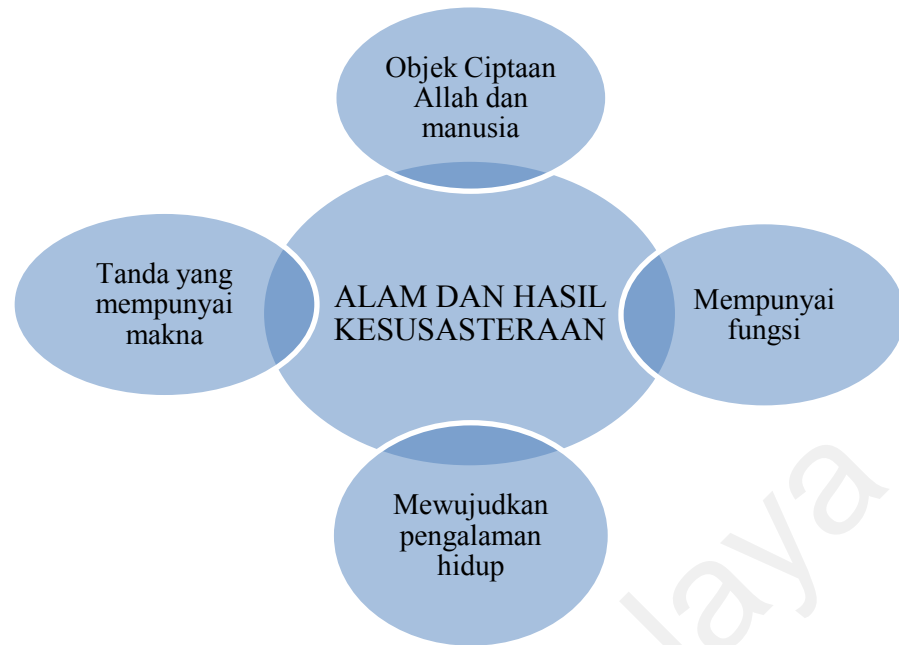 Objek Ciptaan
Allah dan
manusia
Tanda yang
mempunyai
makna
ALAM DAN HASIL
KESUSASTERAAN
Mempunyai
fungsi
Mewujudkan
pengalaman
hidup
laya